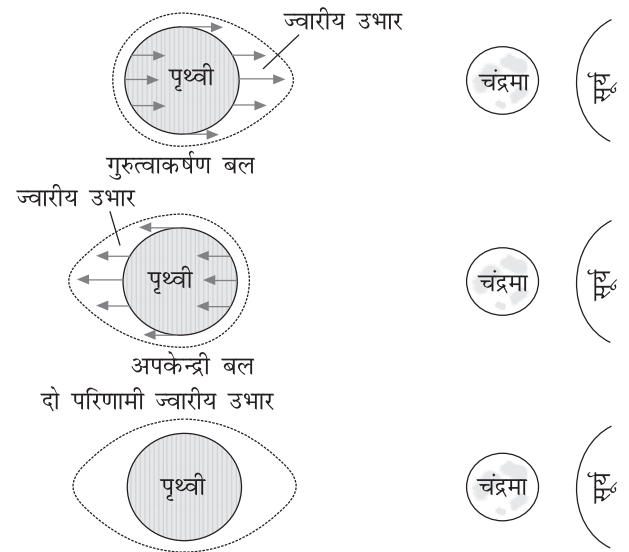 ज्वारीय उभार
पृथ्वी
चंद्रमा
सूर्य
गुरुत्वाकर्षण बल
ज्वारीय उभार
पृथ्वी
चंद्रमा
सूर्य
अपकेन्द्री बल
दो परिणामी ज्वारीय उभार
पृथ्वी
चंद्रमा
सूर्य